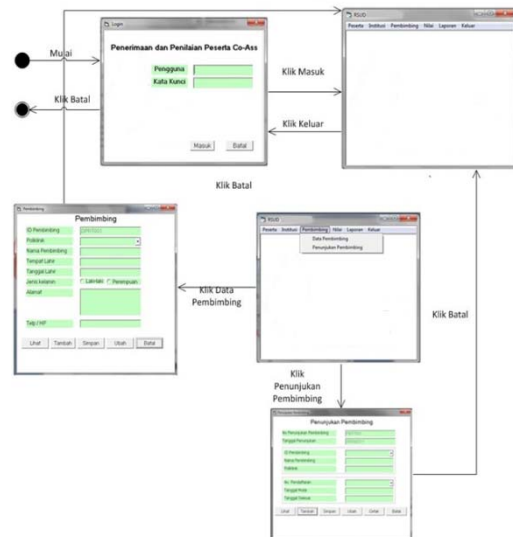 Login
Penerimaan dan Penilaian Peserta Co-Ass
Pengguna
Kata Kunci
Masuk Batal
Mulai
Klik Batal
Klik Masuk
Klik Keluar
RSUD
Peserta Institusi Pembimbing Nilai Laporan Keluar
Klik Batal
Pembimbing
Pembimbing
ID Pembimbing
Poliklinik
Nama Pembimbing
Tempat Lahir
Tanggal Lahir
Jenis Kelamin Laki-laki Perempuan
Alamat
Telp / HP
Lihat Tambah Simpan Ubah Batal
Klik Data
Pembimbing
RSUD
Peserta Institusi Pembimbing Nilai Laporan Keluar
Data Pembimbing
Penunjukan Pembimbing
Klik Batal
Klik
Penunjukan
Pembimbing
Penunjukan Pembimbing
No Penunjukan Pembimbing
Tanggal Penunjukan
ID Pembimbing
Nama Pembimbing
Poliklinik
No. Pendaftaran
Tanggal Mulai
Tanggal Selesai
Lihat Tambah Simpan Ubah Cetak Batal